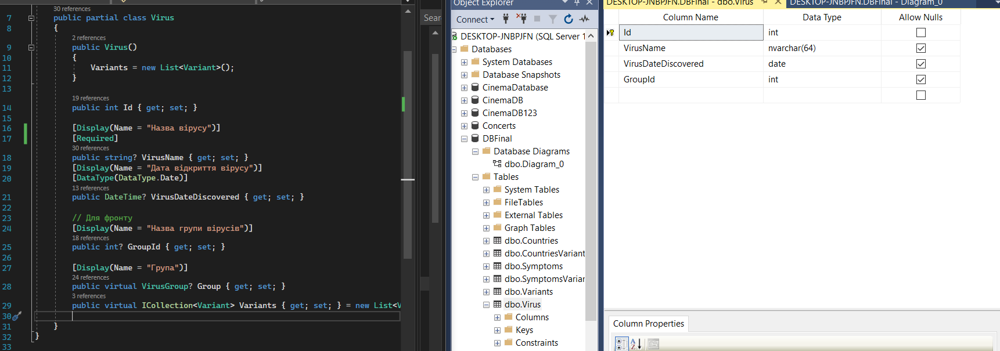 30 references
7 public partial class Virus
8 {
2 references
9 public Virus()
10 {
11 Variants = new List<Variant>();
12 }
13
19 references
14 public int Id { get; set; }
15
16 [Display(Name = "Назва вірусу")]
17 [Required]
30 references
18 public string? VirusName { get; set; }
19 [Display(Name = "Дата відкриття вірусу")]
20 [DataType(DataType.Date)]
13 references
21 public DateTime? VirusDateDiscovered { get; set; }
22
23 // Для фронту
24 [Display(Name = "Назва групи вірусів")]
18 references
25 public int? GroupId { get; set; }
26
27 [Display(Name = "Група")]
24 references
28 public virtual VirusGroup? Group { get; set; }
3 references
29 public virtual ICollection<Variant> Variants { get; set; } = new List<V
30
31 }
32 }
33
Sear
Object Explorer
Connect
DESKTOP-JNBPJFN (SQL Server 1
Databases
System Databases
Database Snapshots
CinemaDatabase
CinemaDB
CinemaDB123
Concerts
DBFinal
Database Diagrams
dbo.Diagram_0
Tables
System Tables
FileTables
External Tables
Graph Tables
dbo.Countries
dbo.CountriesVariant
dbo.Symptoms
dbo.SymptomsVariar
dbo.Variants
dbo.Virus
Columns
Keys
Constraints
DESKTOP-JNBPJFN.DBFinal - dbo.Virus
DESKTOP-JNBPJFN.DBFinal - Diagram_0
Column Name Data Type Allow Nulls
Id int
VirusName nvarchar(64)
VirusDateDiscovered date
GroupId int
Column Properties